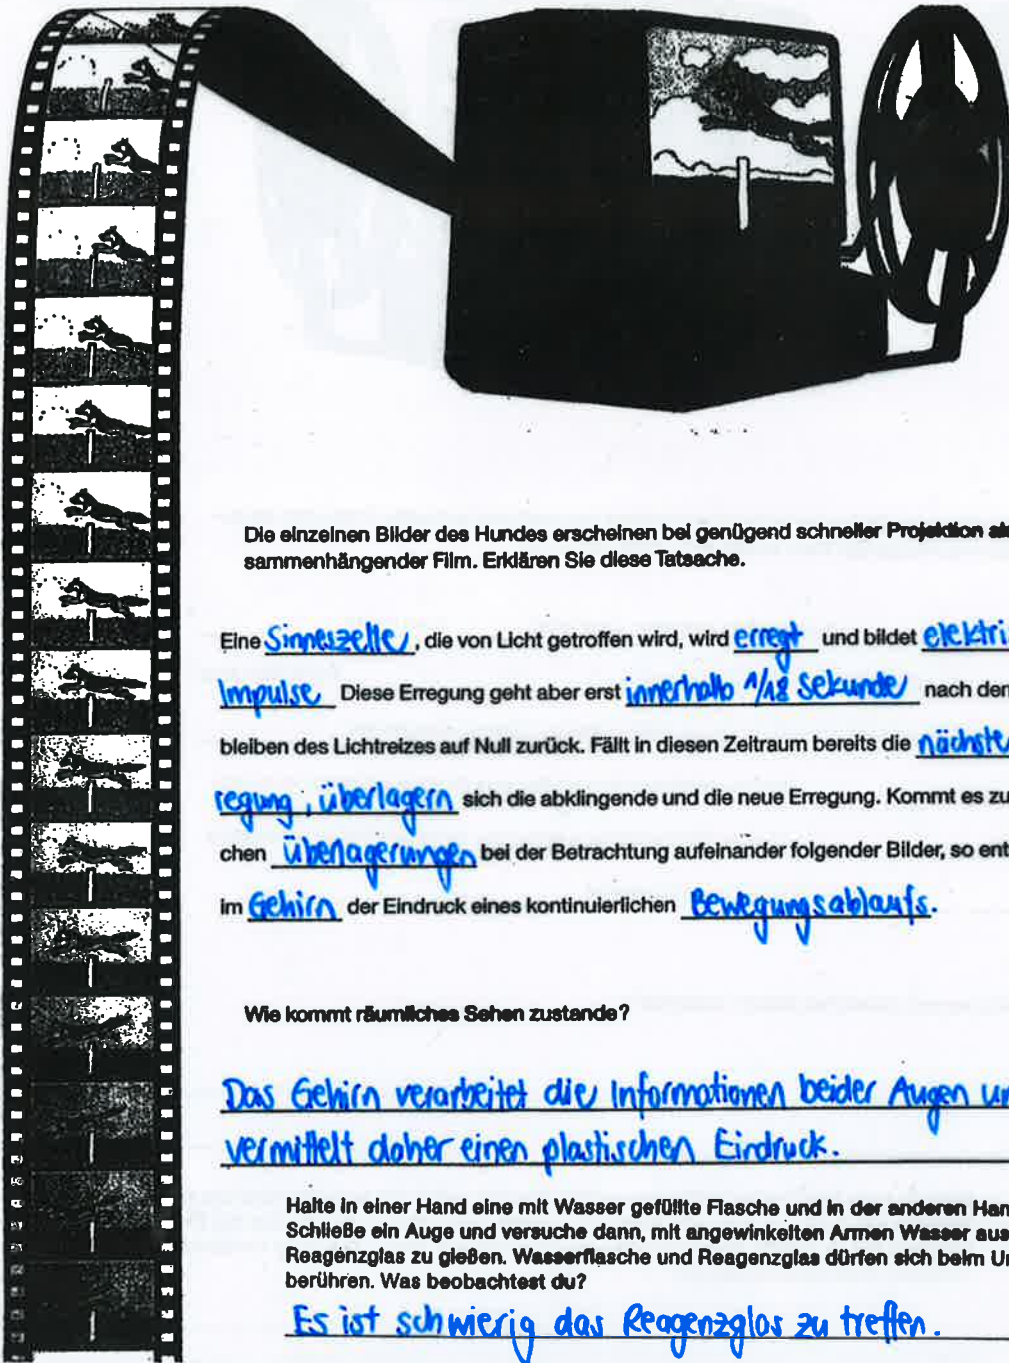 Die einzelnen Bilder des Hundes erscheinen bei genügend schneller Projektion al
sammenhängender Film. Erklären Sie diese Tatsache.
Eine Sinneszelle, die von Licht getroffen wird, wird erregt und bildet elektri
Impulse Diese Erregung geht aber erst innerhalb 1/18 Sekunde nach dem
bleiben des Lichtreizes auf Null zurück. Fällt in diesen Zeitraum bereits die nächste
regung, überlagern sich die abklingende und die neue Erregung. Kommt es zu
chen Überlagerungen bei der Betrachtung aufeinander folgender Bilder, so ent
im Gehirn der Eindruck eines kontinuierlichen Bewegungsablaufs.
Wie kommt räumliches Sehen zustande?
Das Gehirn verarbeitet die Informationen beider Augen un
vermittelt daher einen plastischen Eindruck.
Halte in einer Hand eine mit Wasser gefüllte Flasche und in der anderen Han
Schließe ein Auge und versuche dann, mit angewinkelten Armen Wasser aus
Reagenzglas zu gießen. Wasserflasche und Reagenzglas dürfen sich beim Um
berühren. Was beobachtest du?
Es ist schwierig das Reagenzglas zu treffen.